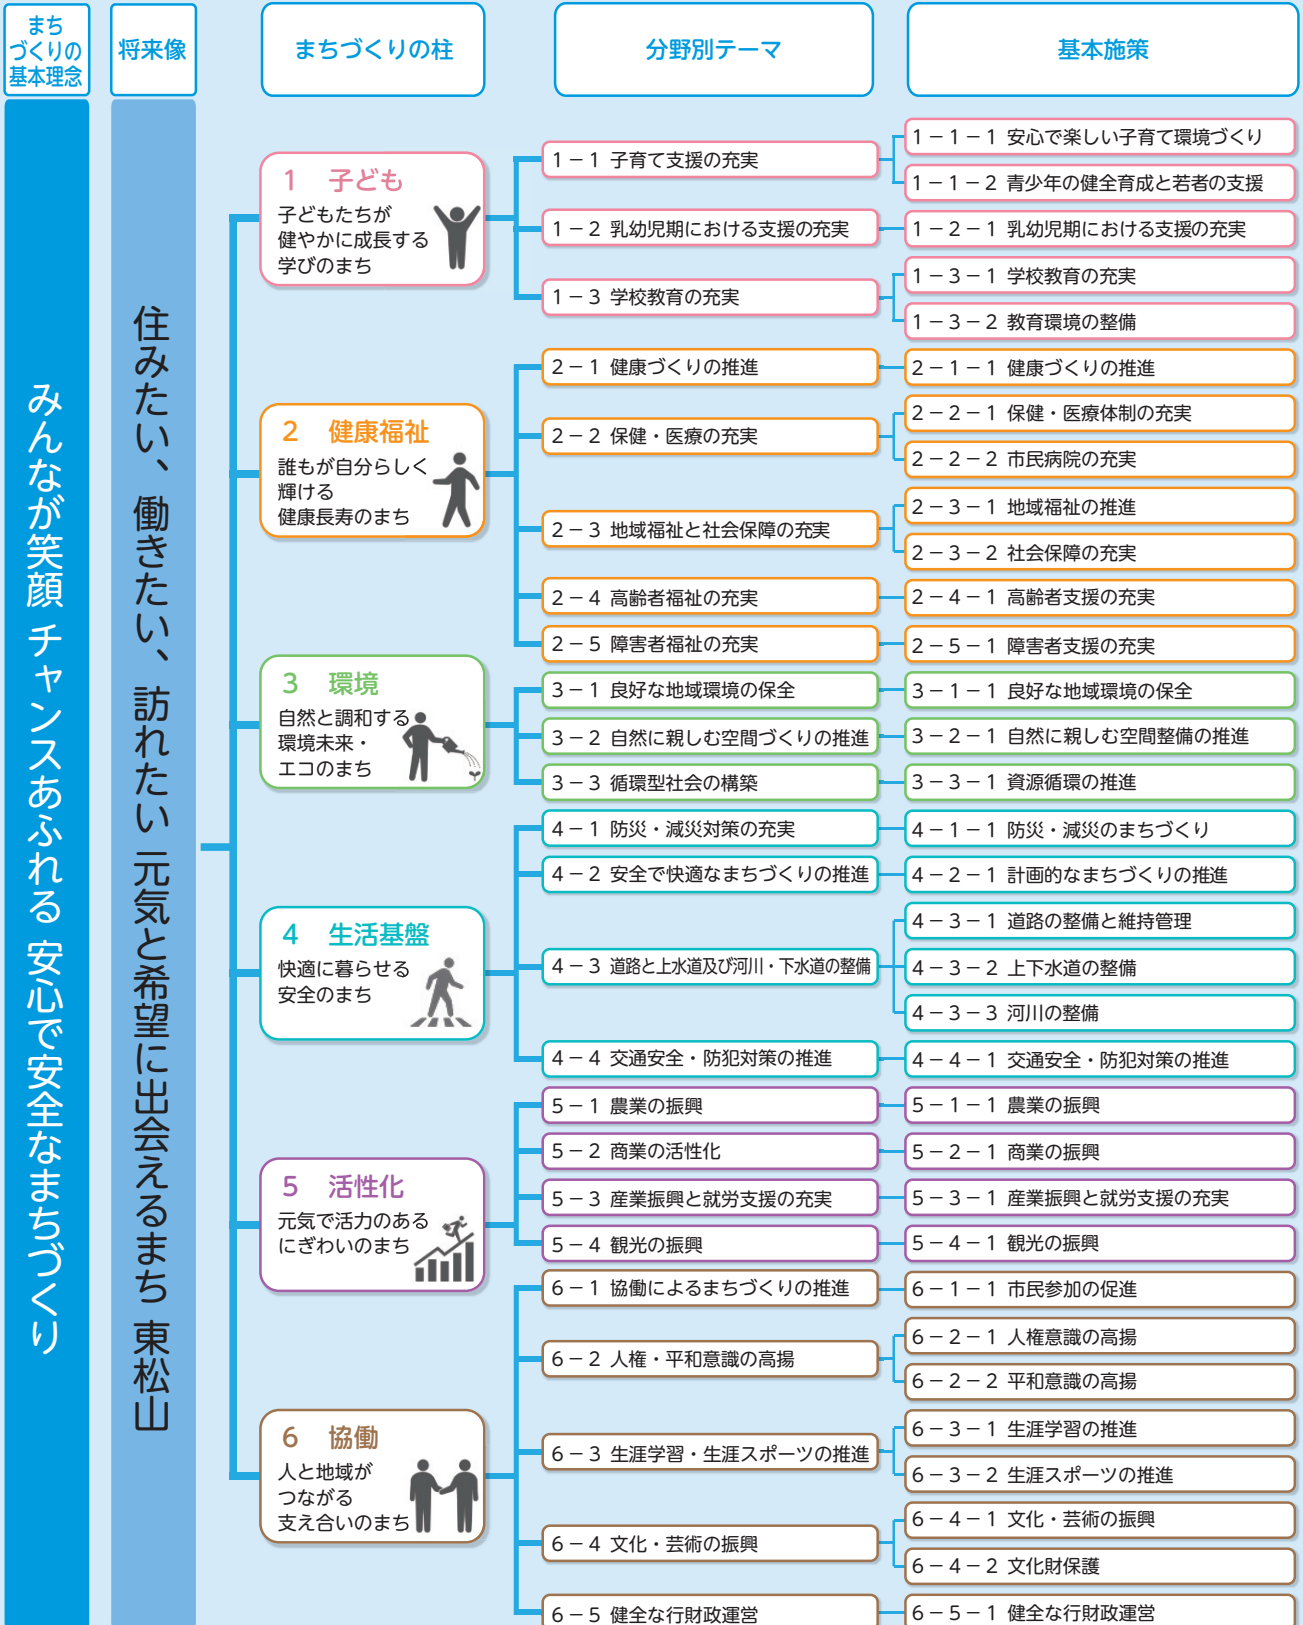 まち
づくりの
基本理念
将来像
まちづくりの柱
分野別テーマ
基本施策
みんなが笑顔 チャンスあふれる 安心で安全なまちづくり
住みたい、働きたい、訪れたい 元気と希望に出会えるまち 東松山
1 子ども
子どもたちが
健やかに成長する
学びのまち
1－1 子育て支援の充実
1－1－1 安心で楽しい子育て環境づくり
1－1－2 青少年の健全育成と若者の支援
1－2 乳幼児期における支援の充実
1－2－1 乳幼児期における支援の充実
1－3 学校教育の充実
1－3－1 学校教育の充実
1－3－2 教育環境の整備
2 健康福祉
誰もが自分らしく
輝ける
健康長寿のまち
2－1 健康づくりの推進
2－1－1 健康づくりの推進
2－2 保健・医療の充実
2－2－1 保健・医療体制の充実
2－2－2 市民病院の充実
2－3 地域福祉と社会保障の充実
2－3－1 地域福祉の推進
2－3－2 社会保障の充実
2－4 高齢者福祉の充実
2－4－1 高齢者支援の充実
2－5 障害者福祉の充実
2－5－1 障害者支援の充実
3 環境
自然と調和する
環境未来・
エコのまち
3－1 良好な地域環境の保全
3－1－1 良好な地域環境の保全
3－2 自然に親しむ空間づくりの推進
3－2－1 自然に親しむ空間整備の推進
3－3 循環型社会の構築
3－3－1 資源循環の推進
4 生活基盤
快適に暮らせる
安全のまち
4－1 防災・減災対策の充実
4－1－1 防災・減災のまちづくり
4－2 安全で快適なまちづくりの推進
4－2－1 計画的なまちづくりの推進
4－3 道路と上水道及び河川・下水道の整備
4－3－1 道路の整備と維持管理
4－3－2 上下水道の整備
4－3－3 河川の整備
4－4 交通安全・防犯対策の推進
4－4－1 交通安全・防犯対策の推進
5 活性化
元気で活力のある
にぎわいのまち
5－1 農業の振興
5－1－1 農業の振興
5－2 商業の活性化
5－2－1 商業の振興
5－3 産業振興と就労支援の充実
5－3－1 産業振興と就労支援の充実
5－4 観光の振興
5－4－1 観光の振興
6 協働
人と地域が
つながる
支え合いのまち
6－1 協働によるまちづくりの推進
6－1－1 市民参加の促進
6－2 人権・平和意識の高揚
6－2－1 人権意識の高揚
6－2－2 平和意識の高揚
6－3 生涯学習・生涯スポーツの推進
6－3－1 生涯学習の推進
6－3－2 生涯スポーツの推進
6－4 文化・芸術の振興
6－4－1 文化・芸術の振興
6－4－2 文化財保護
6－5 健全な行財政運営
6－5－1 健全な行財政運営